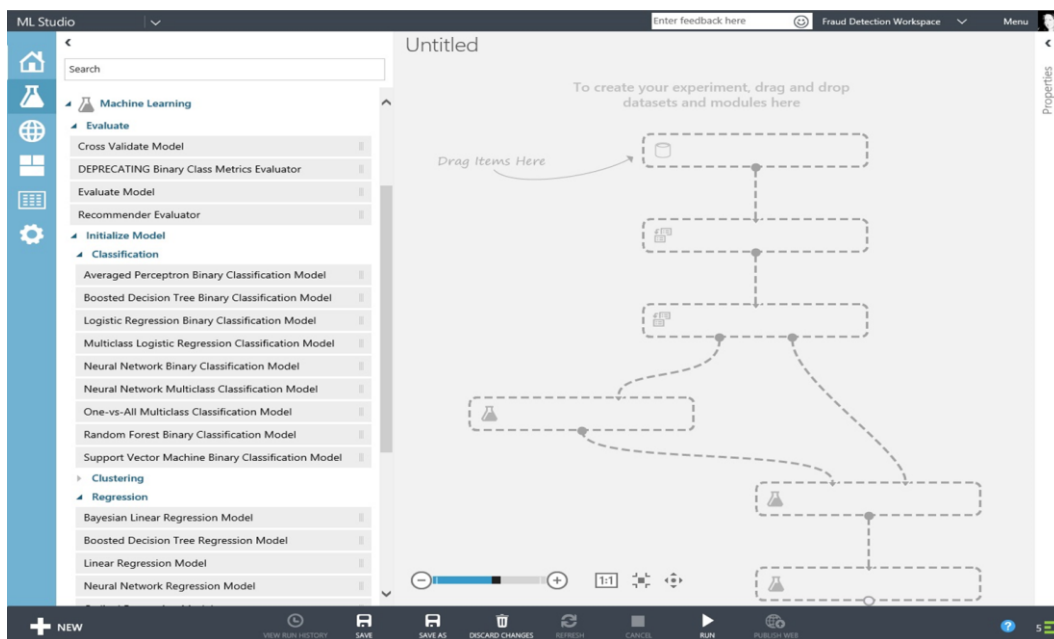 ML Studio
Enter feedback here
Fraud Detection Workspace
Menu
Search
Machine Learning
Evaluate
Cross Validate Model
DEPRECATING Binary Class Metrics Evaluator
Evaluate Model
Recommender Evaluator
Initialize Model
Classification
Averaged Perceptron Binary Classification Model
Boosted Decision Tree Binary Classification Model
Logistic Regression Binary Classification Model
Multiclass Logistic Regression Classification Model
Neural Network Binary Classification Model
Neural Network Multiclass Classification Model
One-vs-All Multiclass Classification Model
Random Forest Binary Classification Model
Support Vector Machine Binary Classification Model
Clustering
Regression
Bayesian Linear Regression Model
Boosted Decision Tree Regression Model
Linear Regression Model
Neural Network Regression Model
Untitled
To create your experiment, drag and drop
datasets and modules here
Drag Items Here
1:1
Properties
NEW
VIEW RUN HISTORY
SAVE
SAVE AS
DISCARD CHANGES
REFRESH
CANCEL
RUN
PUBLISH WEB
?
5